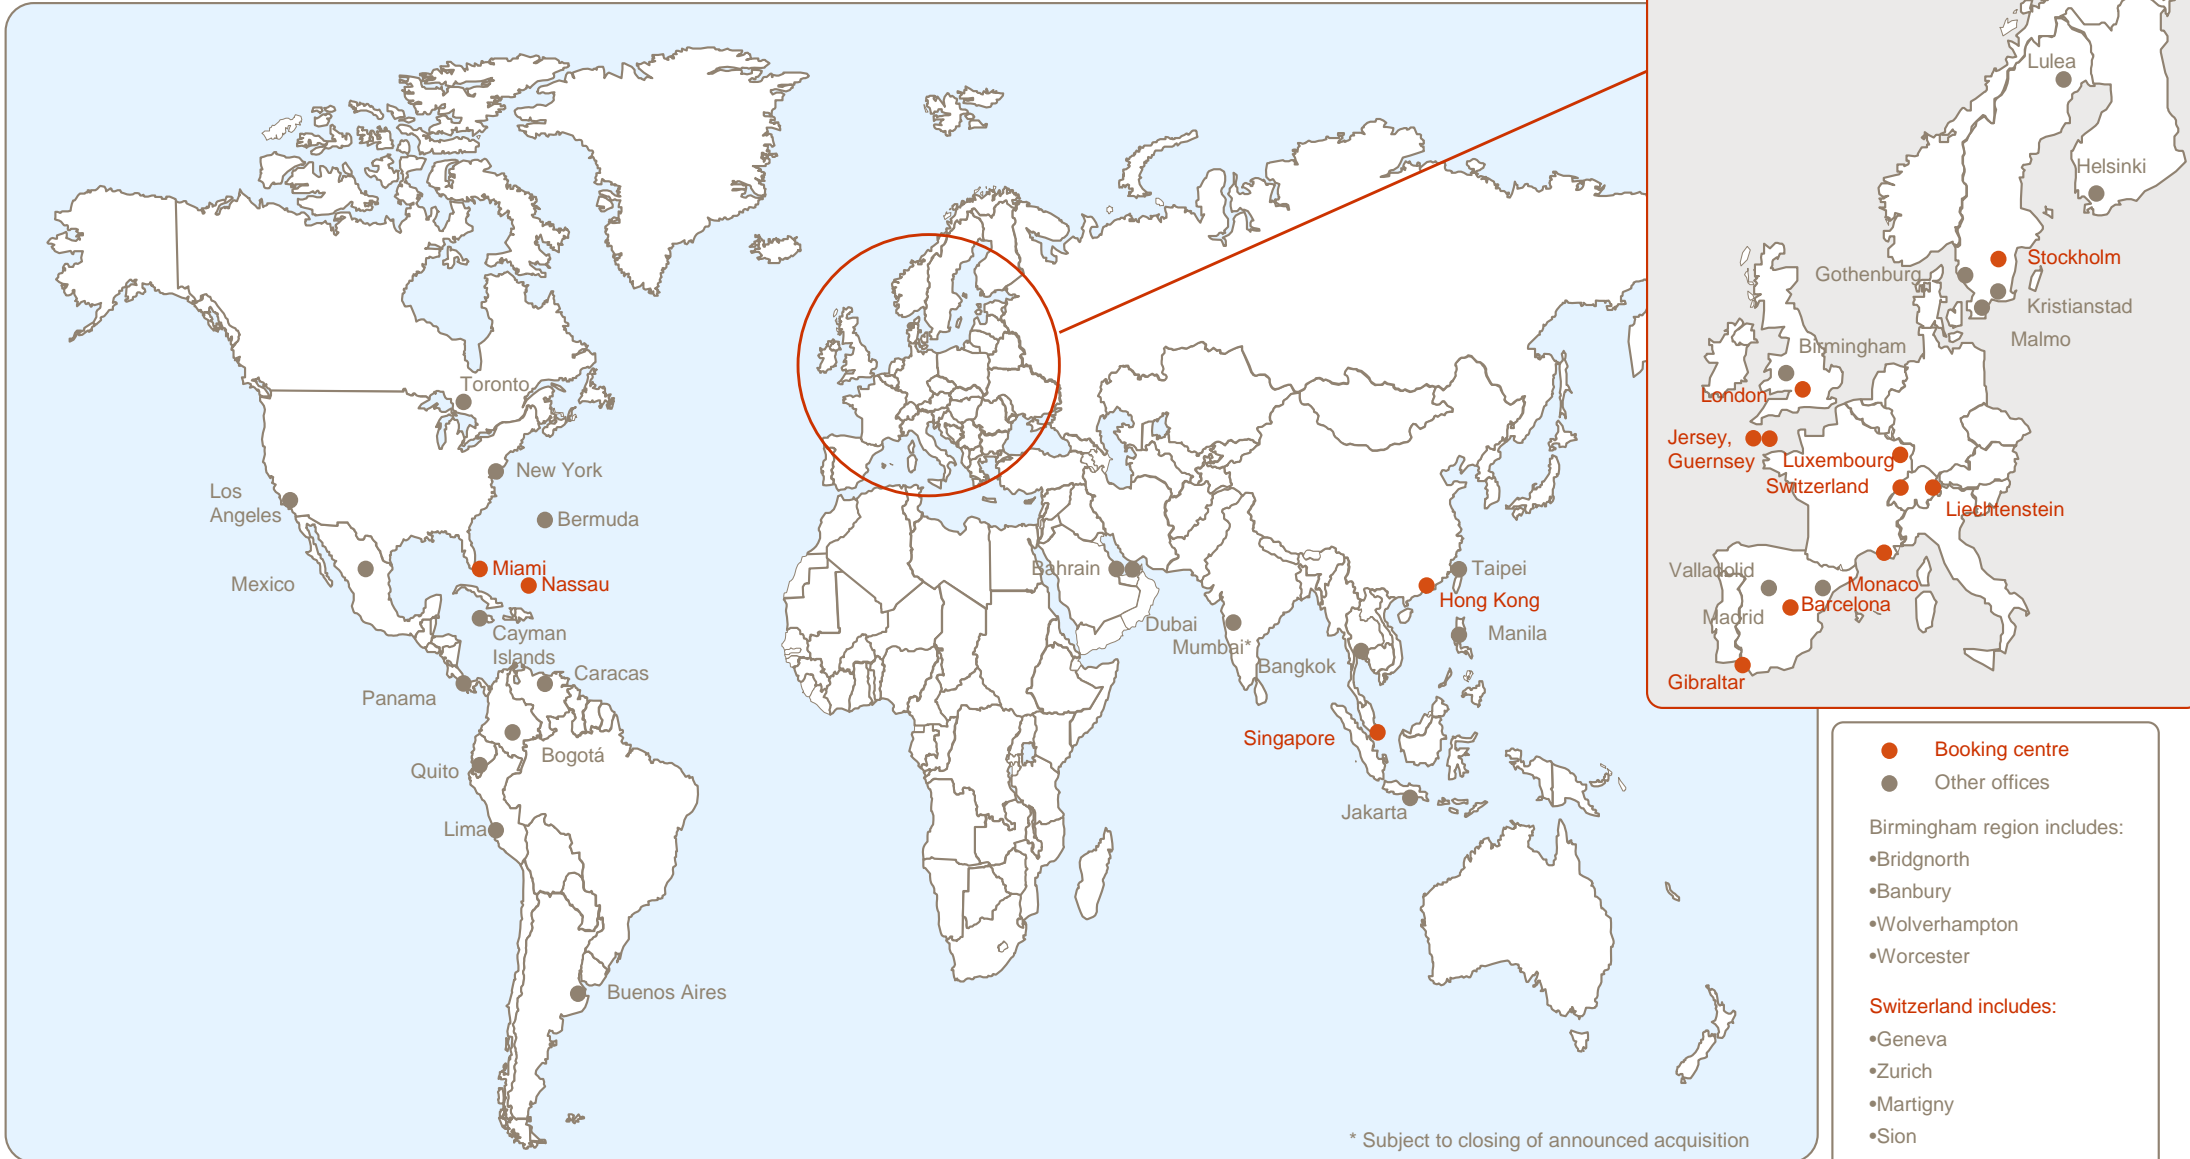 Toronto
New York
Los
Angeles
Bermuda
Miami
Nassau
Mexico
Cayman
Islands
Caracas
Panama
Bogotá
Quito
Lima
Buenos Aires
Bahrain
Dubai
Mumbai*
Bangkok
Taipei
Hong Kong
Manila
Singapore
Jakarta
* Subject to closing of announced acquisition
Lulea
Helsinki
Stockholm
Gothenburg
Kristianstad
Malmo
Birmingham
London
Jersey,
Guernsey
Luxembourg
Switzerland
Liechtenstein
Valladolid
Monaco
Barcelona
Madrid
Gibraltar
Booking centre
Other offices
Birmingham region includes:
•Bridgnorth
•Banbury
•Wolverhampton
•Worcester
Switzerland includes:
•Geneva
•Zurich
•Martigny
•Sion